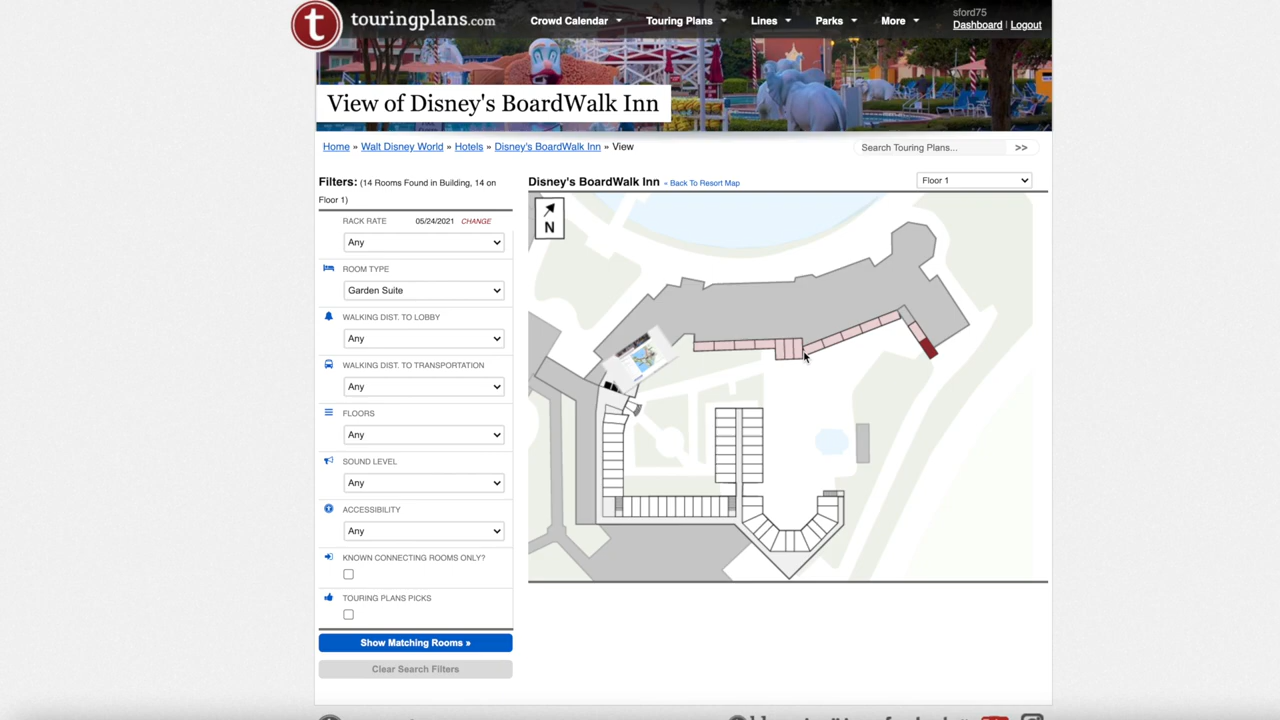 t touringplans.com
Crowd Calendar Touring Plans Lines Parks More
sford75
Dashboard | Logout
View of Disney's BoardWalk Inn
Home » Walt Disney World » Hotels » Disney's BoardWalk Inn » View
Search Touring Plans... >>
Filters: (14 Rooms Found in Building, 14 on
Floor 1)
RACK RATE 05/24/2021 CHANGE
Any
ROOM TYPE
Garden Suite
WALKING DIST. TO LOBBY
Any
WALKING DIST. TO TRANSPORTATION
Any
FLOORS
Any
SOUND LEVEL
Any
ACCESSIBILITY
Any
KNOWN CONNECTING ROOMS ONLY?
TOURING PLANS PICKS
Show Matching Rooms »
Clear Search Filters
Disney's BoardWalk Inn « Back To Resort Map
Floor 1
N